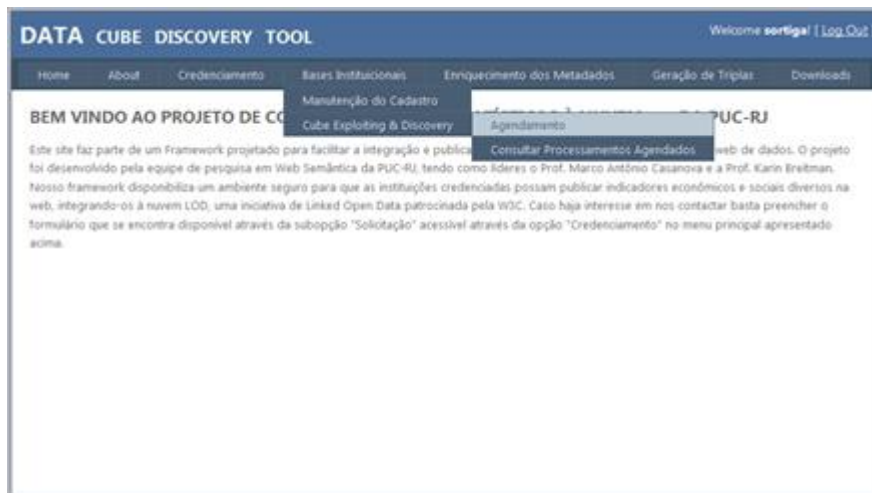 DATA CUBE DISCOVERY TOOL
Welcome sortiga! [ Log Out
Home About Credenciamento Bases Institucionais Enriquecimento dos Metadados Geração de Triplas Downloads
Manutenção do Cadastro
Cube Exploiting & Discovery
Agendamento
Consultar Processamentos Agendados
BEM VINDO AO PROJETO DE CO DA PUC-RJ
Este site faz parte de um Framework projetado para facilitar a integração e publica web de dados. O projeto
foi desenvolvido pela equipe de pesquisa em Web Semântica da PUC-RJ, tendo como líderes o Prof. Marco Antônio Casanova e a Prof. Karin Breitman.
Nosso framework disponibiliza um ambiente seguro para que as instituições credenciadas possam publicar indicadores econômicos e sociais diversos na
web, integrando-os à nuvem LOD, uma iniciativa de Linked Open Data patrocinada pela W3C. Caso haja interesse em nos contactar basta preencher o
formulário que se encontra disponível através da subopção "Solicitação" acessível através da opção "Credenciamento" no menu principal apresentado
acima.